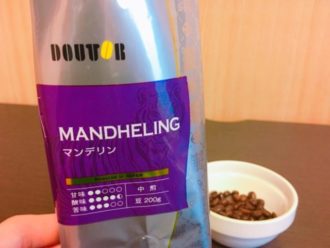 DOUTOR
MANDHELING
マンデリン
甘味
酸味
苦味
中煎
豆 200g